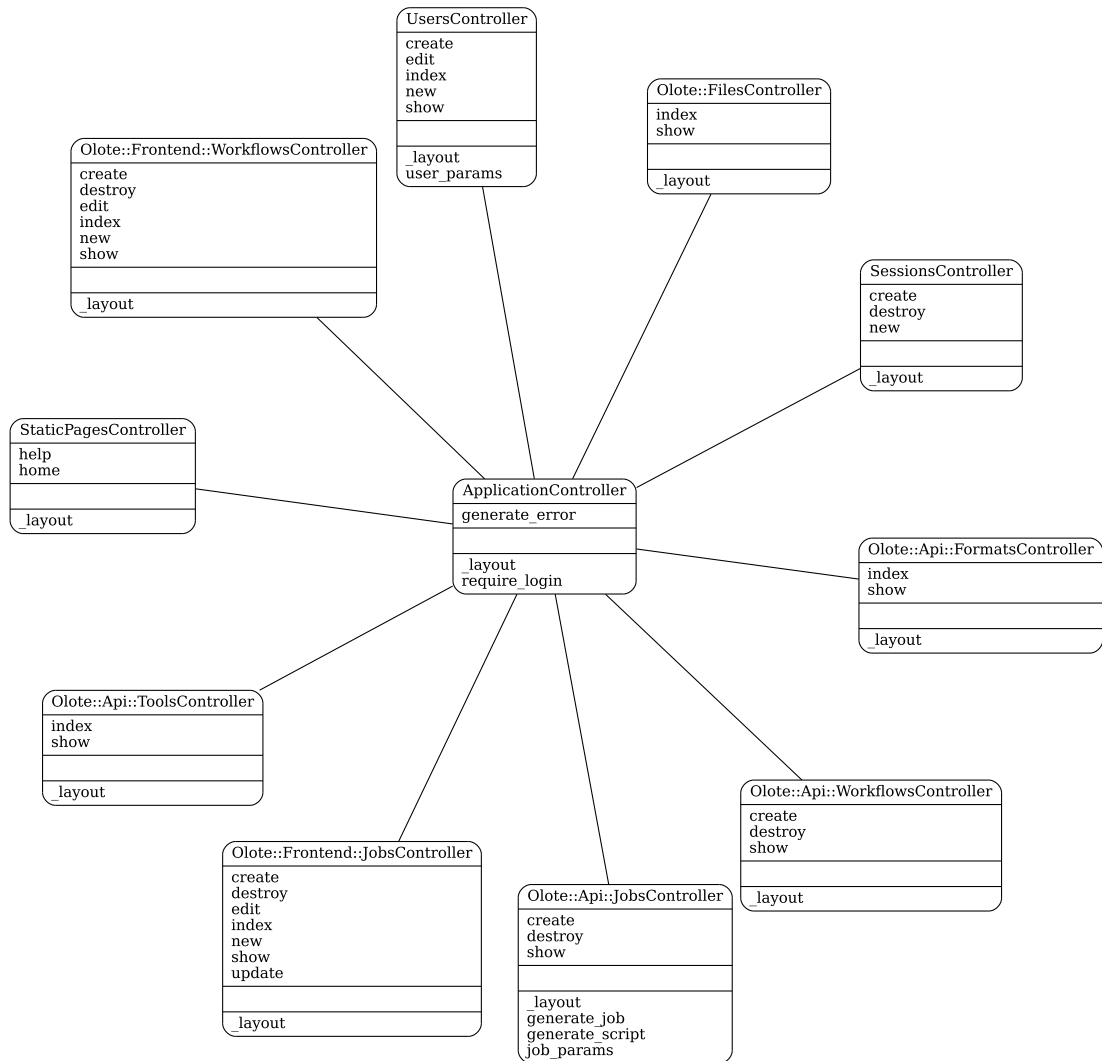 UsersController
create
edit
index
new
show
_layout
user_params
Olote::FilesController
index
show
_layout
Olote::Frontend::WorkflowsController
create
destroy
edit
index
new
show
_layout
SessionsController
create
destroy
new
_layout
StaticPagesController
help
home
_layout
ApplicationController
generate_error
_layout
require_login
Olote::Api::FormatsController
index
show
_layout
Olote::Api::ToolsController
index
show
_layout
Olote::Api::WorkflowsController
create
destroy
show
_layout
Olote::Frontend::JobsController
create
destroy
edit
index
new
show
update
_layout
Olote::Api::JobsController
create
destroy
show
_layout
generate_job
generate_script
job_params